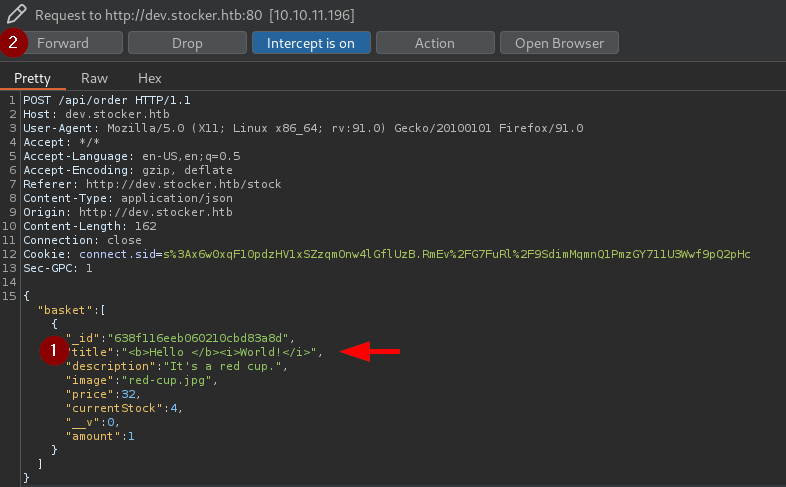 Request to http://dev.stocker.htb:80 [10.10.11.196]
2 Forward Drop Intercept is on Action Open Browser
Pretty Raw Hex
1 POST /api/order HTTP/1.1
2 Host: dev.stocker.htb
3 User-Agent: Mozilla/5.0 (X11; Linux x86_64; rv:91.0) Gecko/20100101 Firefox/91.0
4 Accept: */*
5 Accept-Language: en-US,en;q=0.5
6 Accept-Encoding: gzip, deflate
7 Referer: http://dev.stocker.htb/stock
8 Content-Type: application/json
9 Origin: http://dev.stocker.htb
10 Content-Length: 162
11 Connection: close
12 Cookie: connect.sid=s%3Ax6wOxqF10pdzHV1xSZzqmOnw4lGflUzB.RmEv%2FG7FuRl%2F9SdimMqmnQ1PmzGY711U3Wwf9pQ2pHc
13 Sec-GPC: 1
14
15 {
"basket":[
{
"_id":"638f116eeb060210cbd83a8d",
1 "title":"<b>Hello </b><i>World!</i>",
"description":"It's a red cup.",
"image":"red-cup.jpg",
"price":32,
"currentStock":4,
"__v":0,
"amount":1
}
]
}